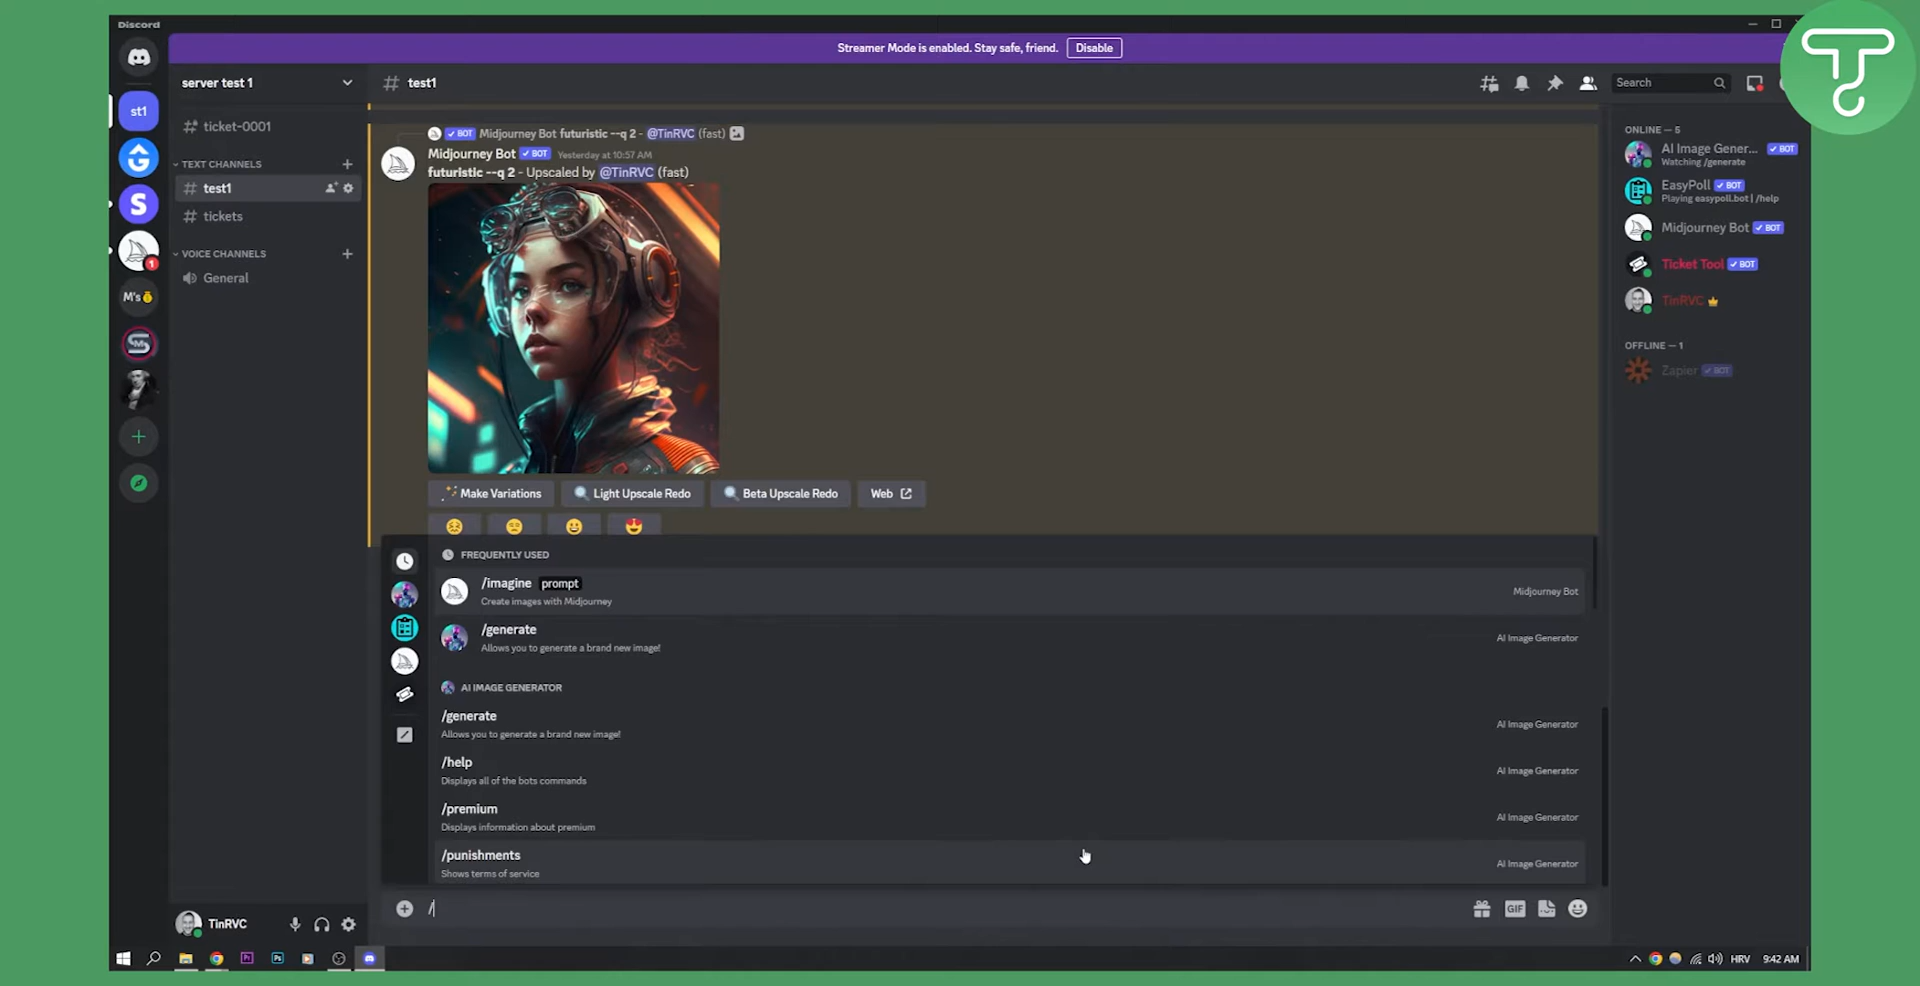 Discord
Streamer Mode is enabled. Stay safe, friend. Disable
server test 1
# test1
Search
ticket-0001
TEXT CHANNELS
test1
tickets
VOICE CHANNELS
General
st1
S
1
M's
BOT Midjourney Bot futuristic --q 2 - @TinRVC (fast)
Midjourney Bot BOT Yesterday at 10:57 AM
futuristic --q 2 - Upscaled by @TinRVC (fast)
Make Variations Light Upscale Redo Beta Upscale Redo Web
FREQUENTLY USED
/imagine prompt
Create images with Midjourney
Midjourney Bot
/generate
Allows you to generate a brand new image!
AI Image Generator
AI IMAGE GENERATOR
/generate
Allows you to generate a brand new image!
AI Image Generator
/help
Displays all of the bots commands
AI Image Generator
/premium
Displays information about premium
AI Image Generator
/punishments
Shows terms of service
AI Image Generator
/
GIF
ONLINE — 5
AI Image Gener... BOT
Watching /generate
EasyPoll BOT
Playing easypoll.bot | /help
Midjourney Bot BOT
Ticket Tool BOT
TinRVC
OFFLINE — 1
Zapier BOT
TinRVC
Pr
Ps
HRV 9:42 AM